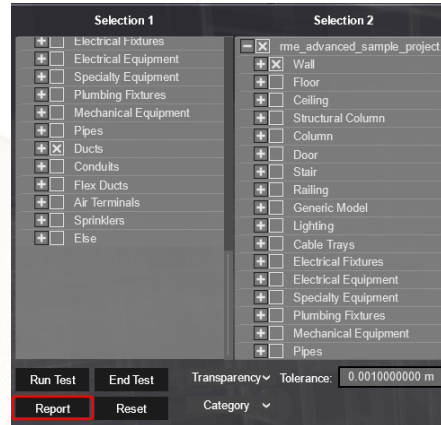 Selection 1
Electrical Fixtures
Electrical Equipment
Specialty Equipment
Plumbing Fixtures
Mechanical Equipment
Pipes
Ducts
Conduits
Flex Ducts
Air Terminals
Sprinklers
Else
Selection 2
rme_advanced_sample_project
Wall
Floor
Ceiling
Structural Column
Column
Door
Stair
Railing
Generic Model
Lighting
Cable Trays
Electrical Fixtures
Electrical Equipment
Specialty Equipment
Plumbing Fixtures
Mechanical Equipment
Pipes
Run Test End Test Transparency Tolerance: 0.0010000000 m
Report Reset Category